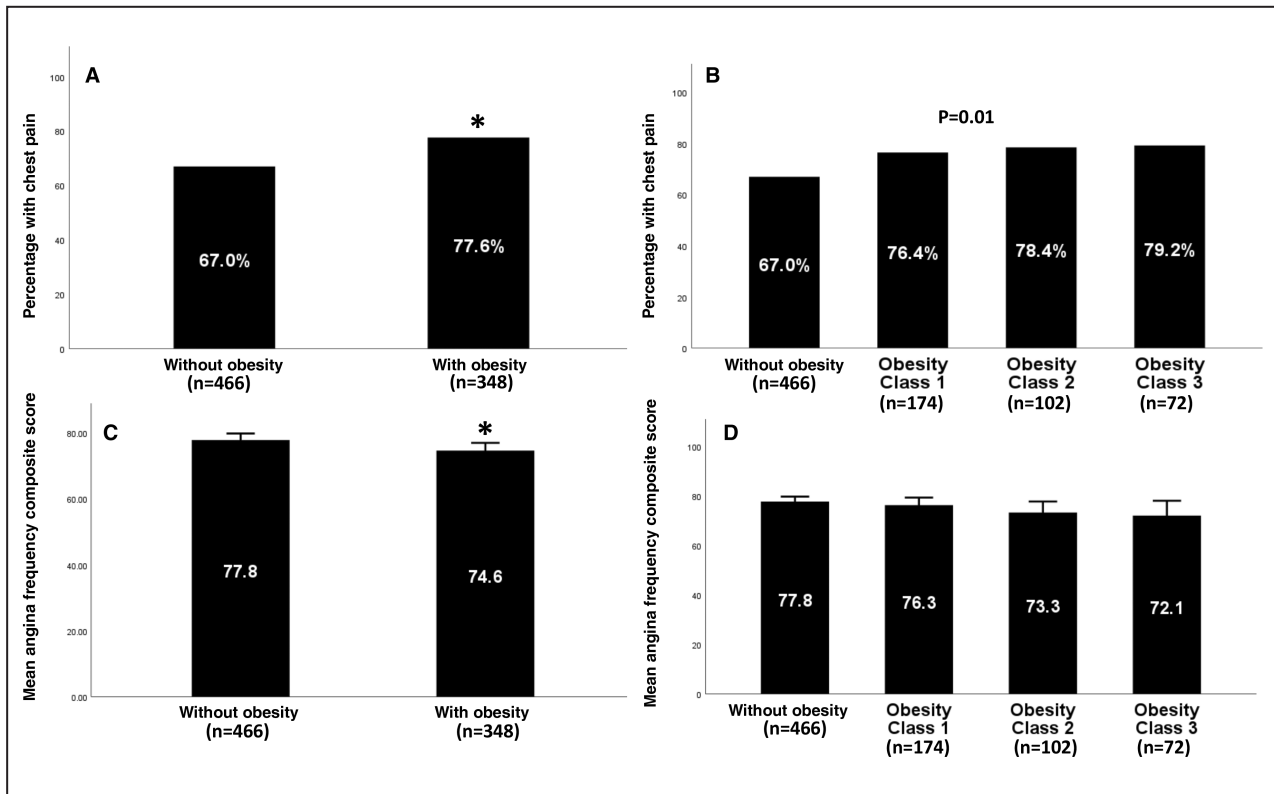 A
Percentage with chest pain
100
80
60
40
20
0
*
67.0%
77.6%
Without obesity
(n=466)
With obesity
(n=348)
B
Percentage with chest pain
100
80
60
40
20
0
P=0.01
67.0%
76.4%
78.4%
79.2%
Without obesity
(n=466)
Obesity
Class 1
(n=174)
Obesity
Class 2
(n=102)
Obesity
Class 3
(n=72)
C
Mean angina frequency composite score
80.00
60.00
40.00
20.00
0.00
*
77.8
74.6
Without obesity
(n=466)
With obesity
(n=348)
D
Mean angina frequency composite score
100
80
60
40
20
0
77.8
76.3
73.3
72.1
Without obesity
(n=466)
Obesity
Class 1
(n=174)
Obesity
Class 2
(n=102)
Obesity
Class 3
(n=72)